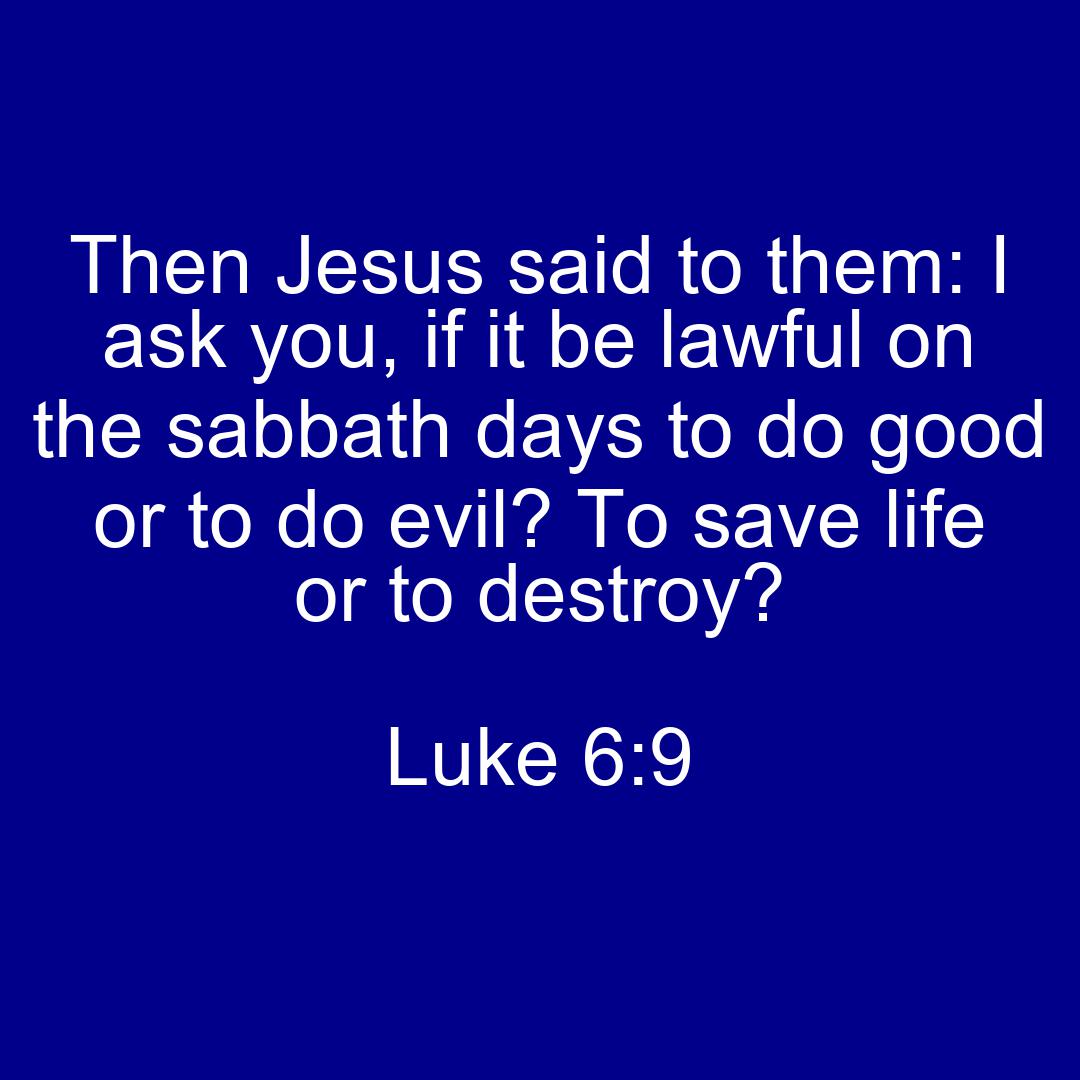 Then Jesus said to them: I
ask you, if it be lawful on
the sabbath days to do good
or to do evil? To save life
or to destroy?
Luke 6:9